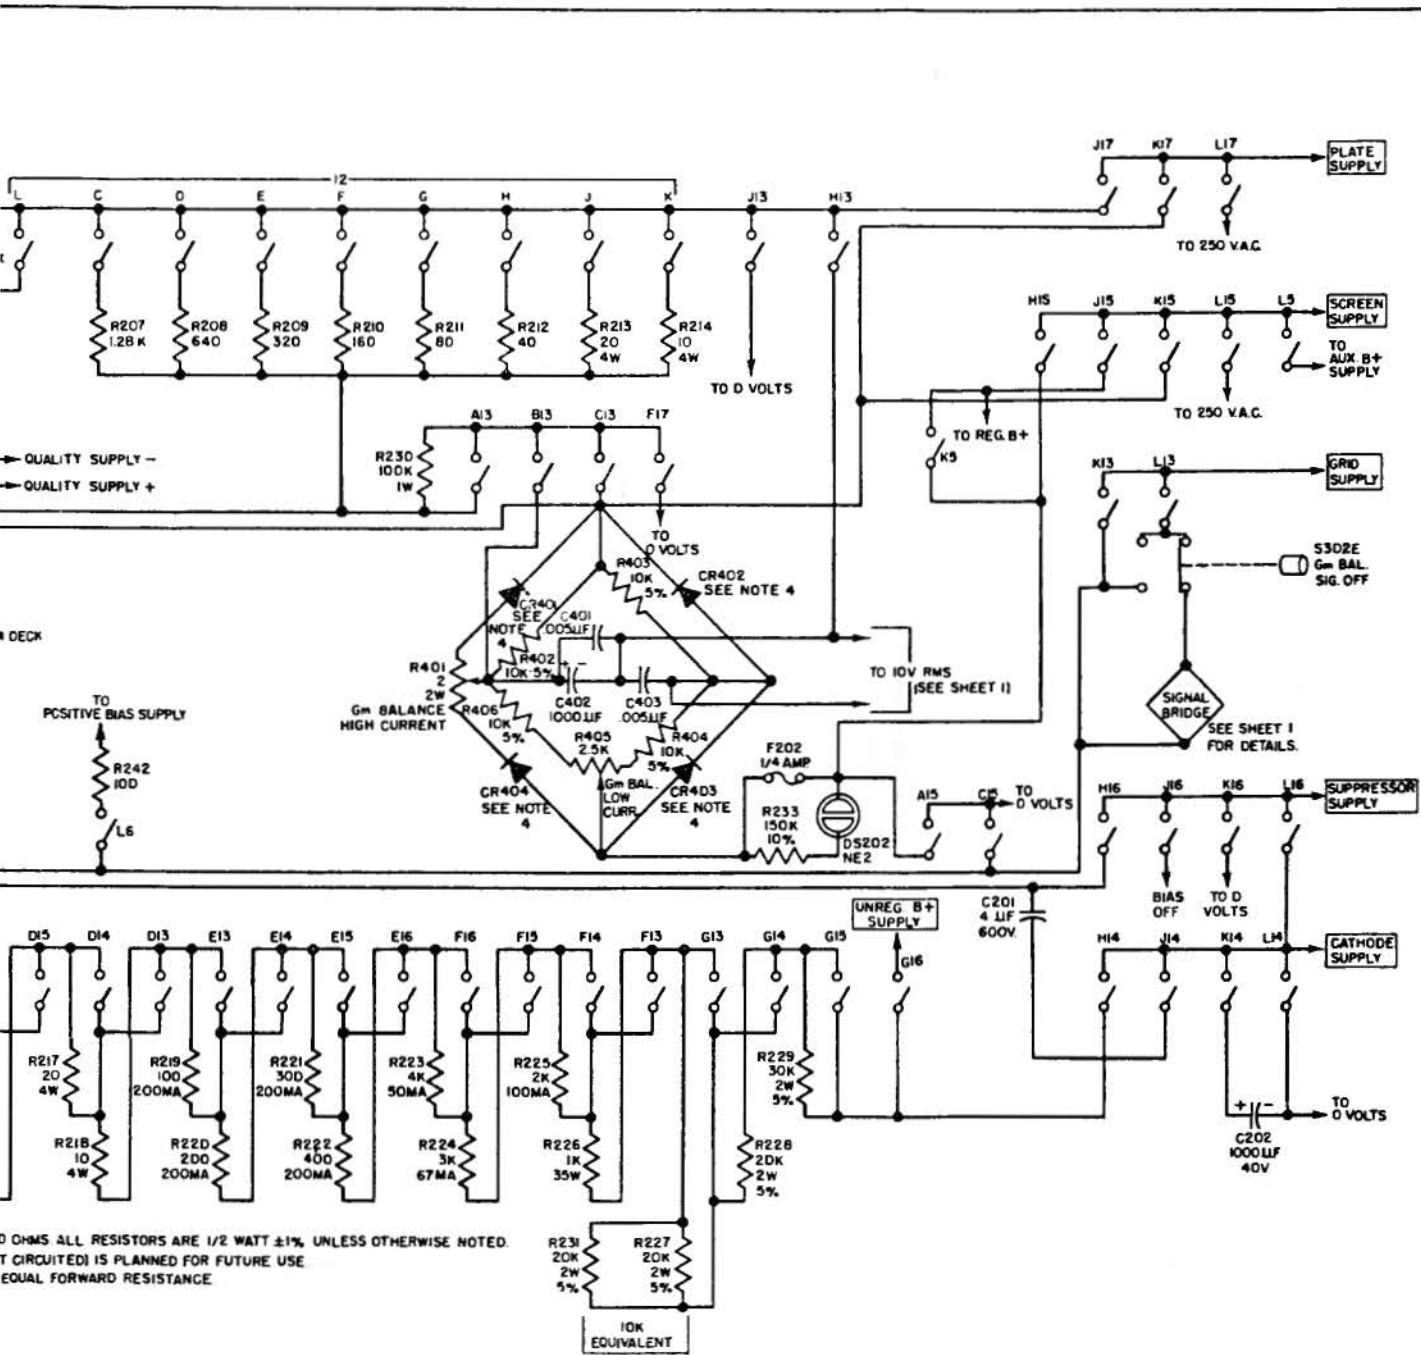 12
L C D E F G H J K J13 H13
J17 K17 L17
PLATE
SUPPLY
TO 250 V.A.C.
R207
1.28 K
R208
640
R209
320
R210
160
R211
80
R212
40
R213
20
4W
R214
10
4W
TO D VOLTS
H15 J15 K15 L15 L5
SCREEN
SUPPLY
TO
AUX. B+
SUPPLY
TO 250 V.A.C.
TO REG. B+
K5
A13 B13 C13 F17
R230
100K
1W
QUALITY SUPPLY -
QUALITY SUPPLY +
TO
O VOLTS
K13 L13
GRID
SUPPLY
S302E
Gm BAL.
SIG. OFF
R403
10K
5%
CR402
SEE NOTE 4
CR401
SEE
NOTE
4
C401
.005UF
R402
10K 5%
+ -
R401
2
2W
Gm BALANCE
HIGH CURRENT
C402
1000UF
C403
.005UF
R406
10K
5%
R405
2.5K
R404
10K
5%
Gm BAL.
LOW
CURR.
CR404
SEE NOTE
4
CR403
SEE NOTE
4
TO 10V RMS
(SEE SHEET 1)
SIGNAL
BRIDGE
SEE SHEET 1
FOR DETAILS.
DECK
TO
POSITIVE BIAS SUPPLY
R242
100
L6
F202
1/4 AMP
R233
150K
10%
DS202
NE2
A15 C15
TO
O VOLTS
H16 J16 K16 L16
SUPPRESSOR
SUPPLY
BIAS
OFF
TO D
VOLTS
UNREG. B+
SUPPLY
G16
C201
4 UF
600V.
D15 D14 D13 E13 E14 E15 E16 F16 F15 F14 F13 G13 G14 G15
H14 J14 K14 L14
CATHODE
SUPPLY
R217
20
4W
R219
100
200MA
R221
300
200MA
R223
4K
50MA
R225
2K
100MA
R229
30K
2W
5%
R218
10
4W
R220
200
200MA
R222
400
200MA
R224
3K
67MA
R226
1K
35W
R228
20K
2W
5%
+ -
C202
1000UF
40V
TO
O VOLTS
OHMS. ALL RESISTORS ARE 1/2 WATT ±1% UNLESS OTHERWISE NOTED.
T CIRCUITED) IS PLANNED FOR FUTURE USE
EQUAL FORWARD RESISTANCE
R231
20K
2W
5%
R227
20K
2W
5%
10K
EQUIVALENT